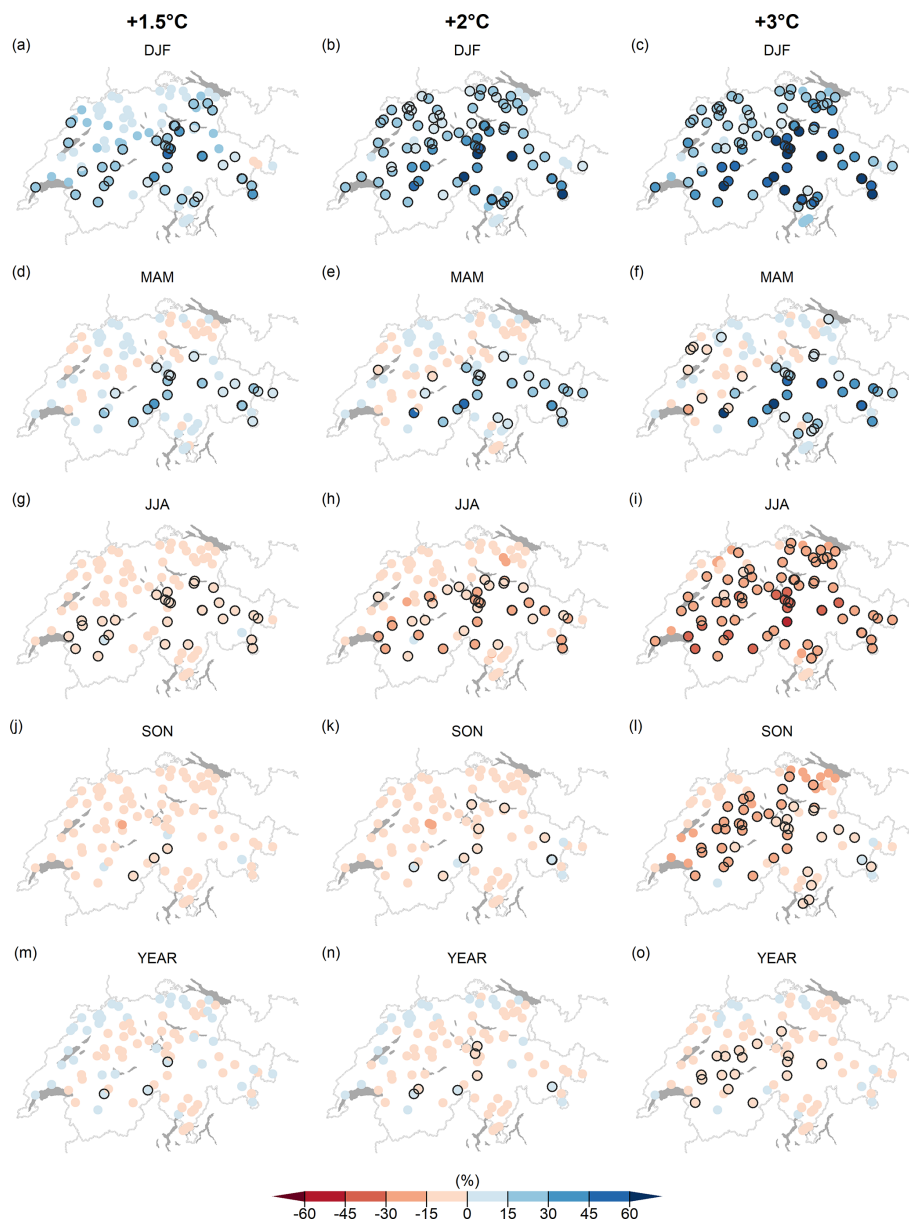 +1.5°C +2°C +3°C
(a) DJF (b) DJF (c) DJF
(d) MAM (e) MAM (f) MAM
(g) JJA (h) JJA (i) JJA
(j) SON (k) SON (l) SON
(m) YEAR (n) YEAR (o) YEAR
(%)
-60 -45 -30 -15 0 15 30 45 60